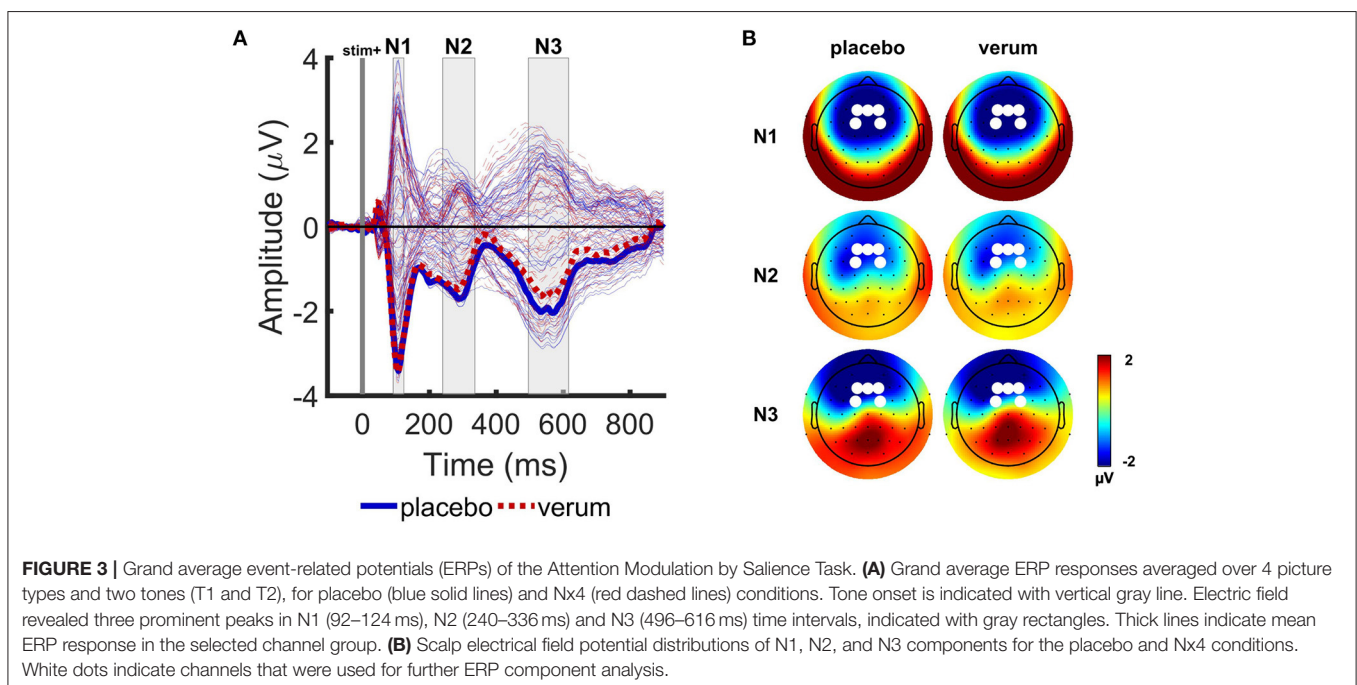 A
stim+ N1 N2 N3
4
2
0
-2
-4
Amplitude (µV)
0 200 400 600 800
Time (ms)
placebo verum
B
placebo verum
N1
N2
N3
2
-2
µV
FIGURE 3 | Grand average event-related potentials (ERPs) of the Attention Modulation by Salience Task. (A) Grand average ERP responses averaged over 4 picture
types and two tones (T1 and T2), for placebo (blue solid lines) and Nx4 (red dashed lines) conditions. Tone onset is indicated with vertical gray line. Electric field
revealed three prominent peaks in N1 (92–124 ms), N2 (240–336 ms) and N3 (496–616 ms) time intervals, indicated with gray rectangles. Thick lines indicate mean
ERP response in the selected channel group. (B) Scalp electrical field potential distributions of N1, N2, and N3 components for the placebo and Nx4 conditions.
White dots indicate channels that were used for further ERP component analysis.